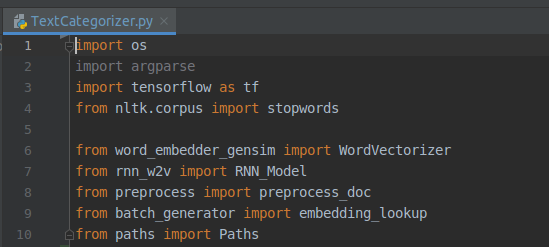 TextCategorizer.py
1 import os
2 import argparse
3 import tensorflow as tf
4 from nltk.corpus import stopwords
5
6 from word_embedder_gensim import WordVectorizer
7 from rnn_w2v import RNN_Model
8 from preprocess import preprocess_doc
9 from batch_generator import embedding_lookup
10 from paths import Paths